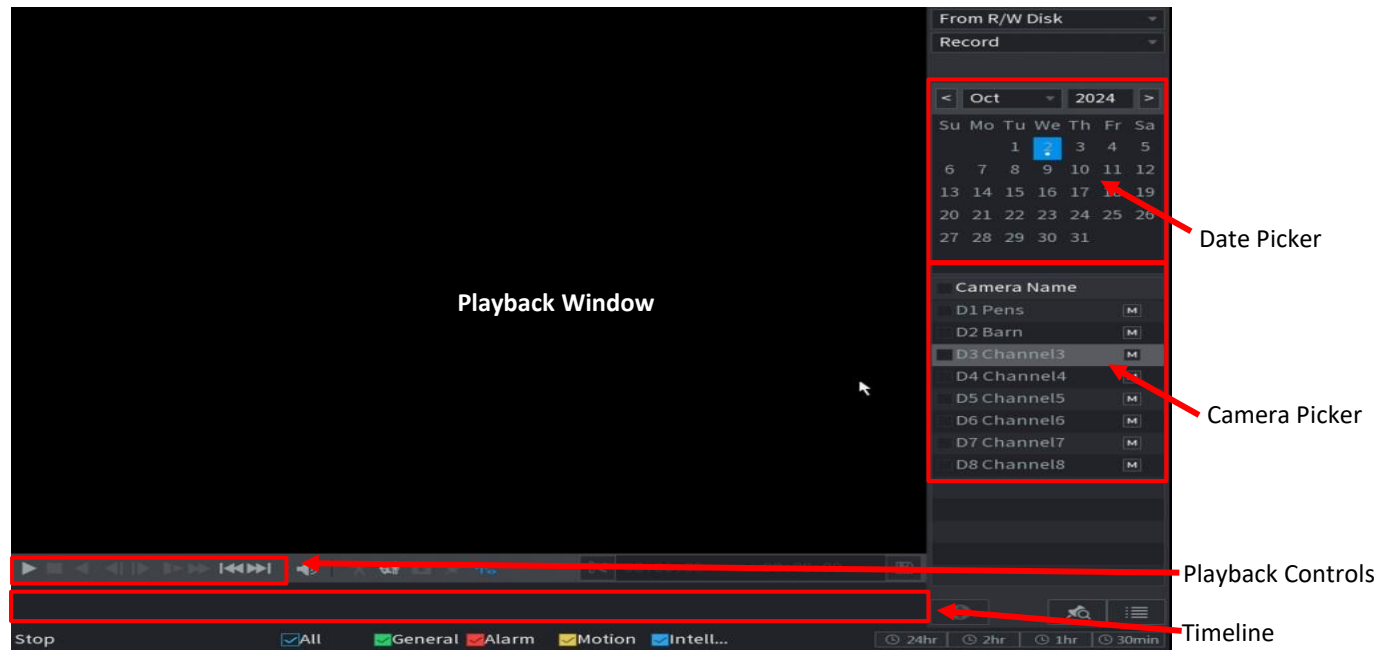 From R/W Disk
Record
< Oct 2024 >
Su Mo Tu We Th Fr Sa
1 2 3 4 5
6 7 8 9 10 11 12
13 14 15 16 17 18 19
20 21 22 23 24 25 26
27 28 29 30 31
Date Picker
Playback Window
Camera Name
D1 Pens M
D2 Barn M
D3 Channel3 M
D4 Channel4 M
D5 Channel5 M
D6 Channel6 M
D7 Channel7 M
D8 Channel8 M
Camera Picker
Playback Controls
Timeline
Stop All General Alarm Motion Intell... 24hr 2hr 1hr 30min